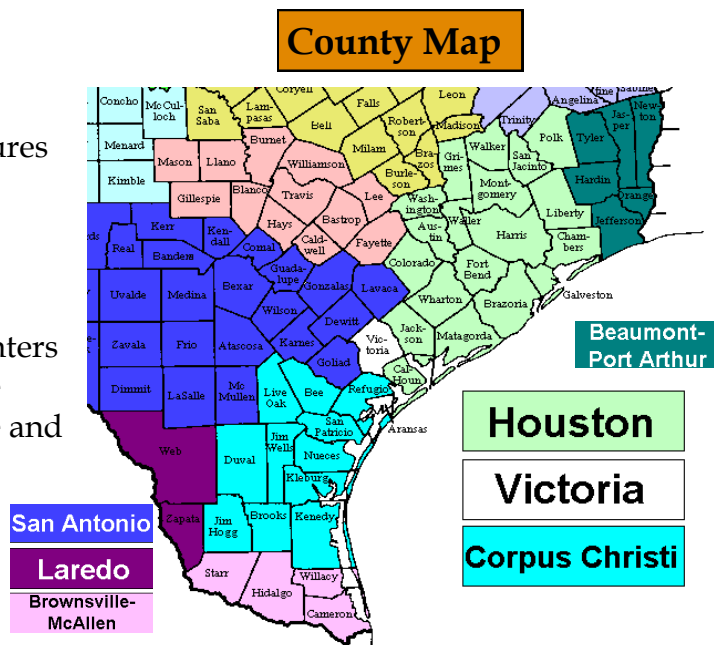 County Map
ures
nters
and
Concho
McCul-
loch
San
Saba
Lam-
pasas
Coryell
Falls
Leon
Angelina
Trinity
Polk
Tyler
Jas-
per
New-
ton
Menard
Mason
Llano
Burnet
Bell
Milam
Robert-
son
Madison
Bra-
zos
Gri-
mes
Walker
San
Jacinto
Kimble
Gillespie
Blanco
Williamson
Travis
Lee
Burle-
son
Wash-
ington
Mont-
gomery
Hardin
Orange
Liberty
Jefferson
Kerr
Ken-
dall
Hays
Bastrop
Cald-
well
Fayette
Aus-
tin
Waller
Harris
Cham-
bers
Real
Bandera
Comal
Guada-
lupe
Gonzalas
Lavaca
Colorado
Fort
Bend
Galveston
Uvalde
Medina
Bexar
Wilson
Dewitt
Wharton
Brazoria
Zavala
Frio
Atascosa
Karnes
Goliad
Vic-
toria
Jack-
son
Matagorda
Cal-
Houn
Dimmit
LaSalle
Mc
Mullen
Live
Oak
Bee
Refugio
Aransas
San
Patricio
Web
Duval
Jim
Wells
Nueces
Kleburg
Zapata
Jim
Hogg
Brooks
Kenedy
Starr
Hidalgo
Willacy
Cameron
Beaumont-
Port Arthur
Houston
Victoria
Corpus Christi
San Antonio
Laredo
Brownsville-
McAllen